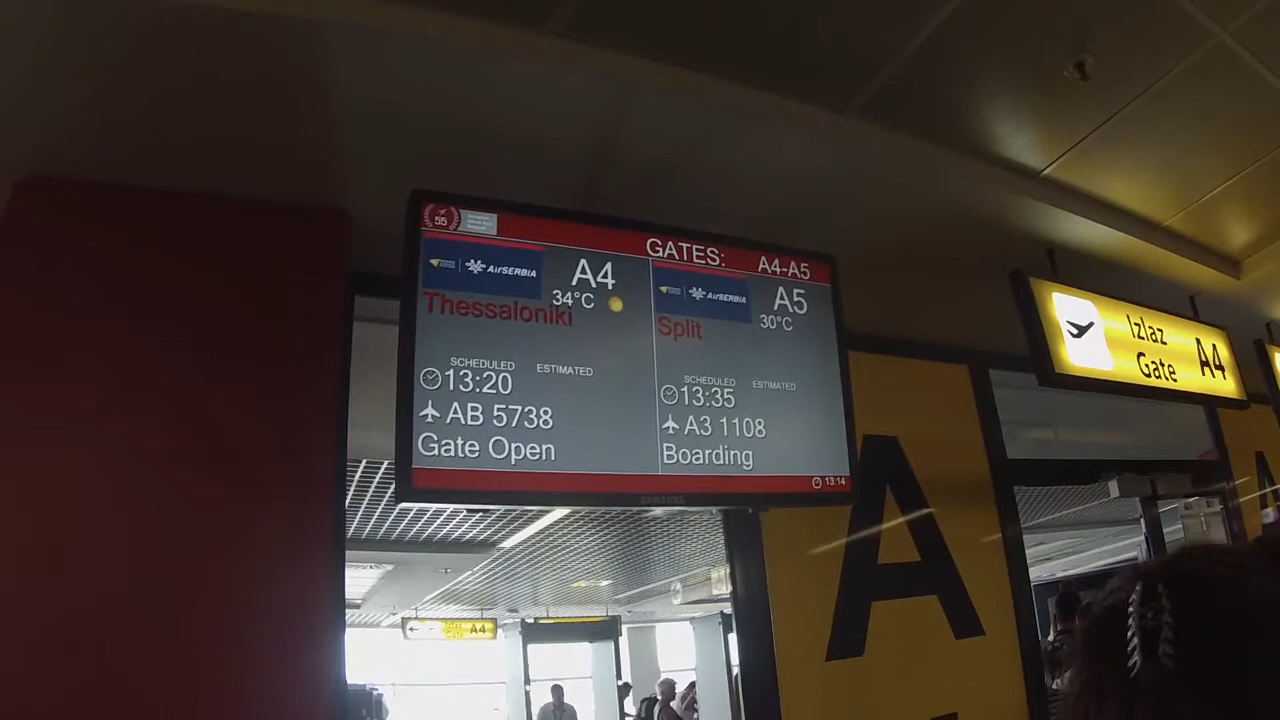 55
GATES: A4-A5
AirSERBIA
A4
34°C
Thessaloniki
SCHEDULED ESTIMATED
13:20
AB 5738
Gate Open
AirSERBIA
A5
30°C
Split
SCHEDULED ESTIMATED
13:35
A3 1108
Boarding
13:14
SAMSUNG
Izlaz
Gate A4
A
A4